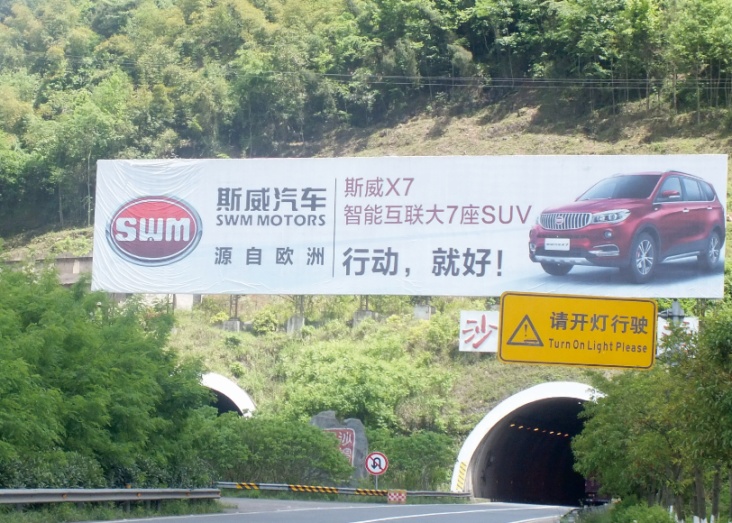 SWM
斯威汽车
SWM MOTORS
源自欧洲
斯威X7
智能互联大7座SUV
行动，就好！
沙
请开灯行驶
Turn On Light Please